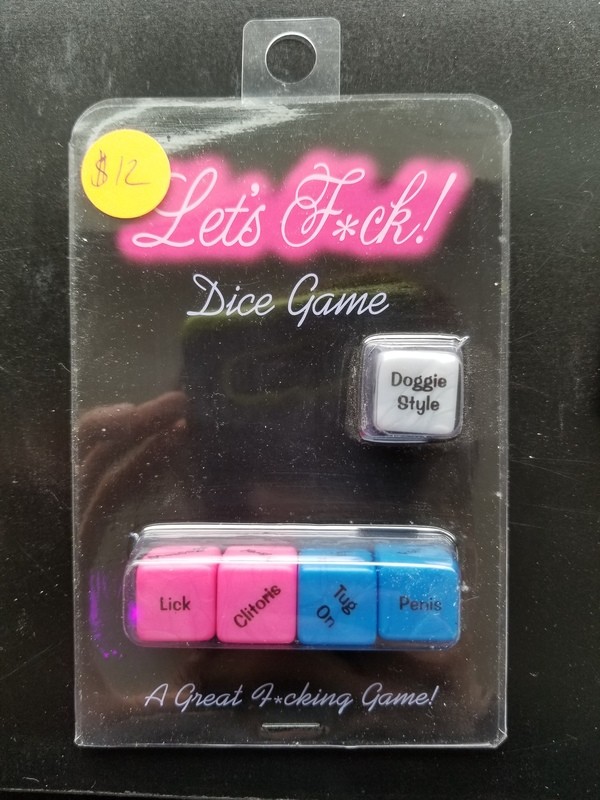 $12
Let's F*ck!
Dice Game
Doggie
Style
Lick
Clitoris
Tug
On
Penis
A Great F*cking Game!